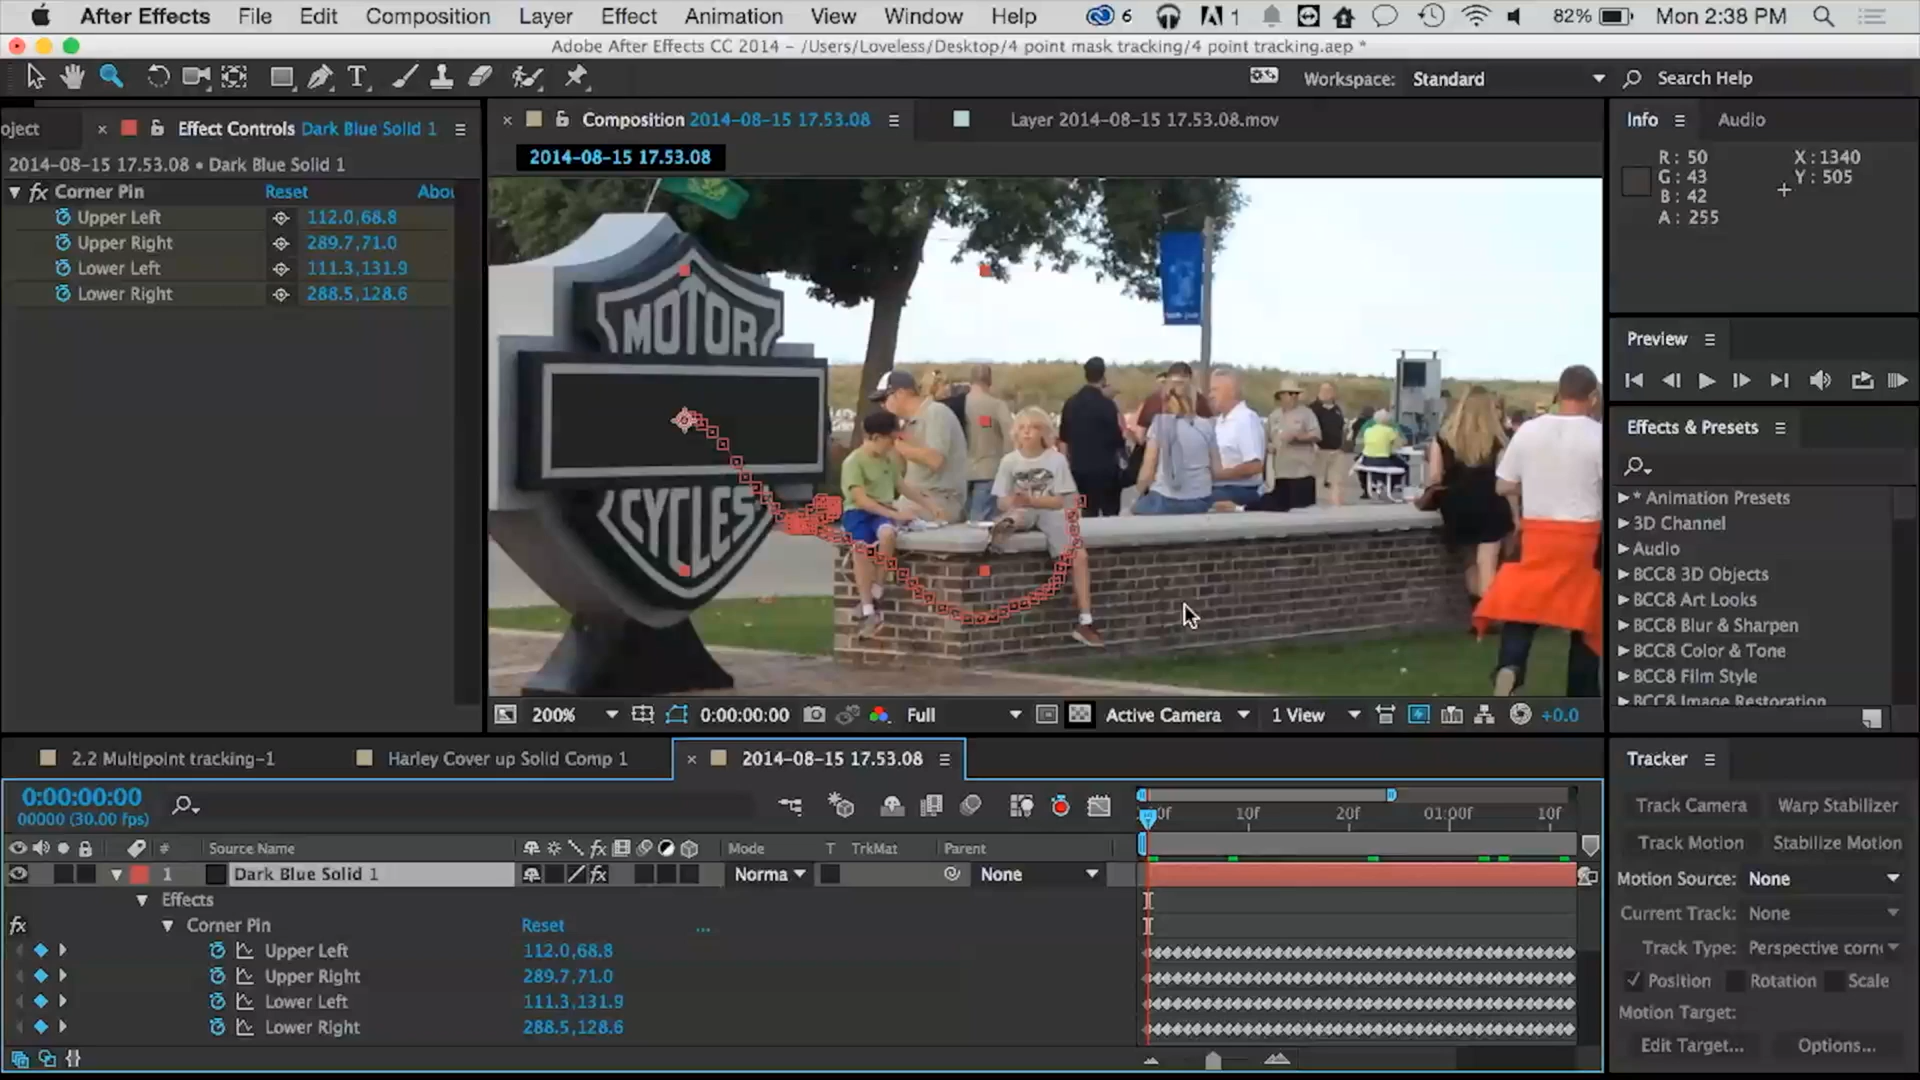 After Effects File Edit Composition Layer Effect Animation View Window Help 6 1 82% Mon 2:38 PM
Adobe After Effects CC 2014 – /Users/Loveless/Desktop/4 point mask tracking/4 point tracking.aep *
T Workspace: Standard Search Help
oject × Effect Controls Dark Blue Solid 1
× Composition 2014-08-15 17.53.08 Layer 2014-08-15 17.53.08.mov
Info Audio
2014-08-15 17.53.08 • Dark Blue Solid 1
2014-08-15 17.53.08
R: 50 X: 1340
G: 43 Y: 505
B: 42
A: 255
fx Corner Pin Reset Abou
Upper Left 112.0,68.8
Upper Right 289.7,71.0
Lower Left 111.3,131.9
Lower Right 288.5,128.6
MOTOR
CYCLES
Preview
Effects & Presets
* Animation Presets
3D Channel
Audio
BCC8 3D Objects
BCC8 Art Looks
BCC8 Blur & Sharpen
BCC8 Color & Tone
BCC8 Film Style
BCC8 Image Restoration
200% 0:00:00:00 Full Active Camera 1 View +0.0
2.2 Multipoint tracking-1 Harley Cover up Solid Comp 1 × 2014-08-15 17.53.08
0:00:00:00
00000 (30.00 fps)
00f 10f 20f 01:00f 10f
# Source Name fx Mode T TrkMat Parent
1 Dark Blue Solid 1 fx Norma None
Effects
fx Corner Pin Reset ...
Upper Left 112.0,68.8
Upper Right 289.7,71.0
Lower Left 111.3,131.9
Lower Right 288.5,128.6
{}
Tracker
Track Camera Warp Stabilizer
Track Motion Stabilize Motion
Motion Source: None
Current Track: None
Track Type: Perspective corn
Position Rotation Scale
Motion Target:
Edit Target... Options...